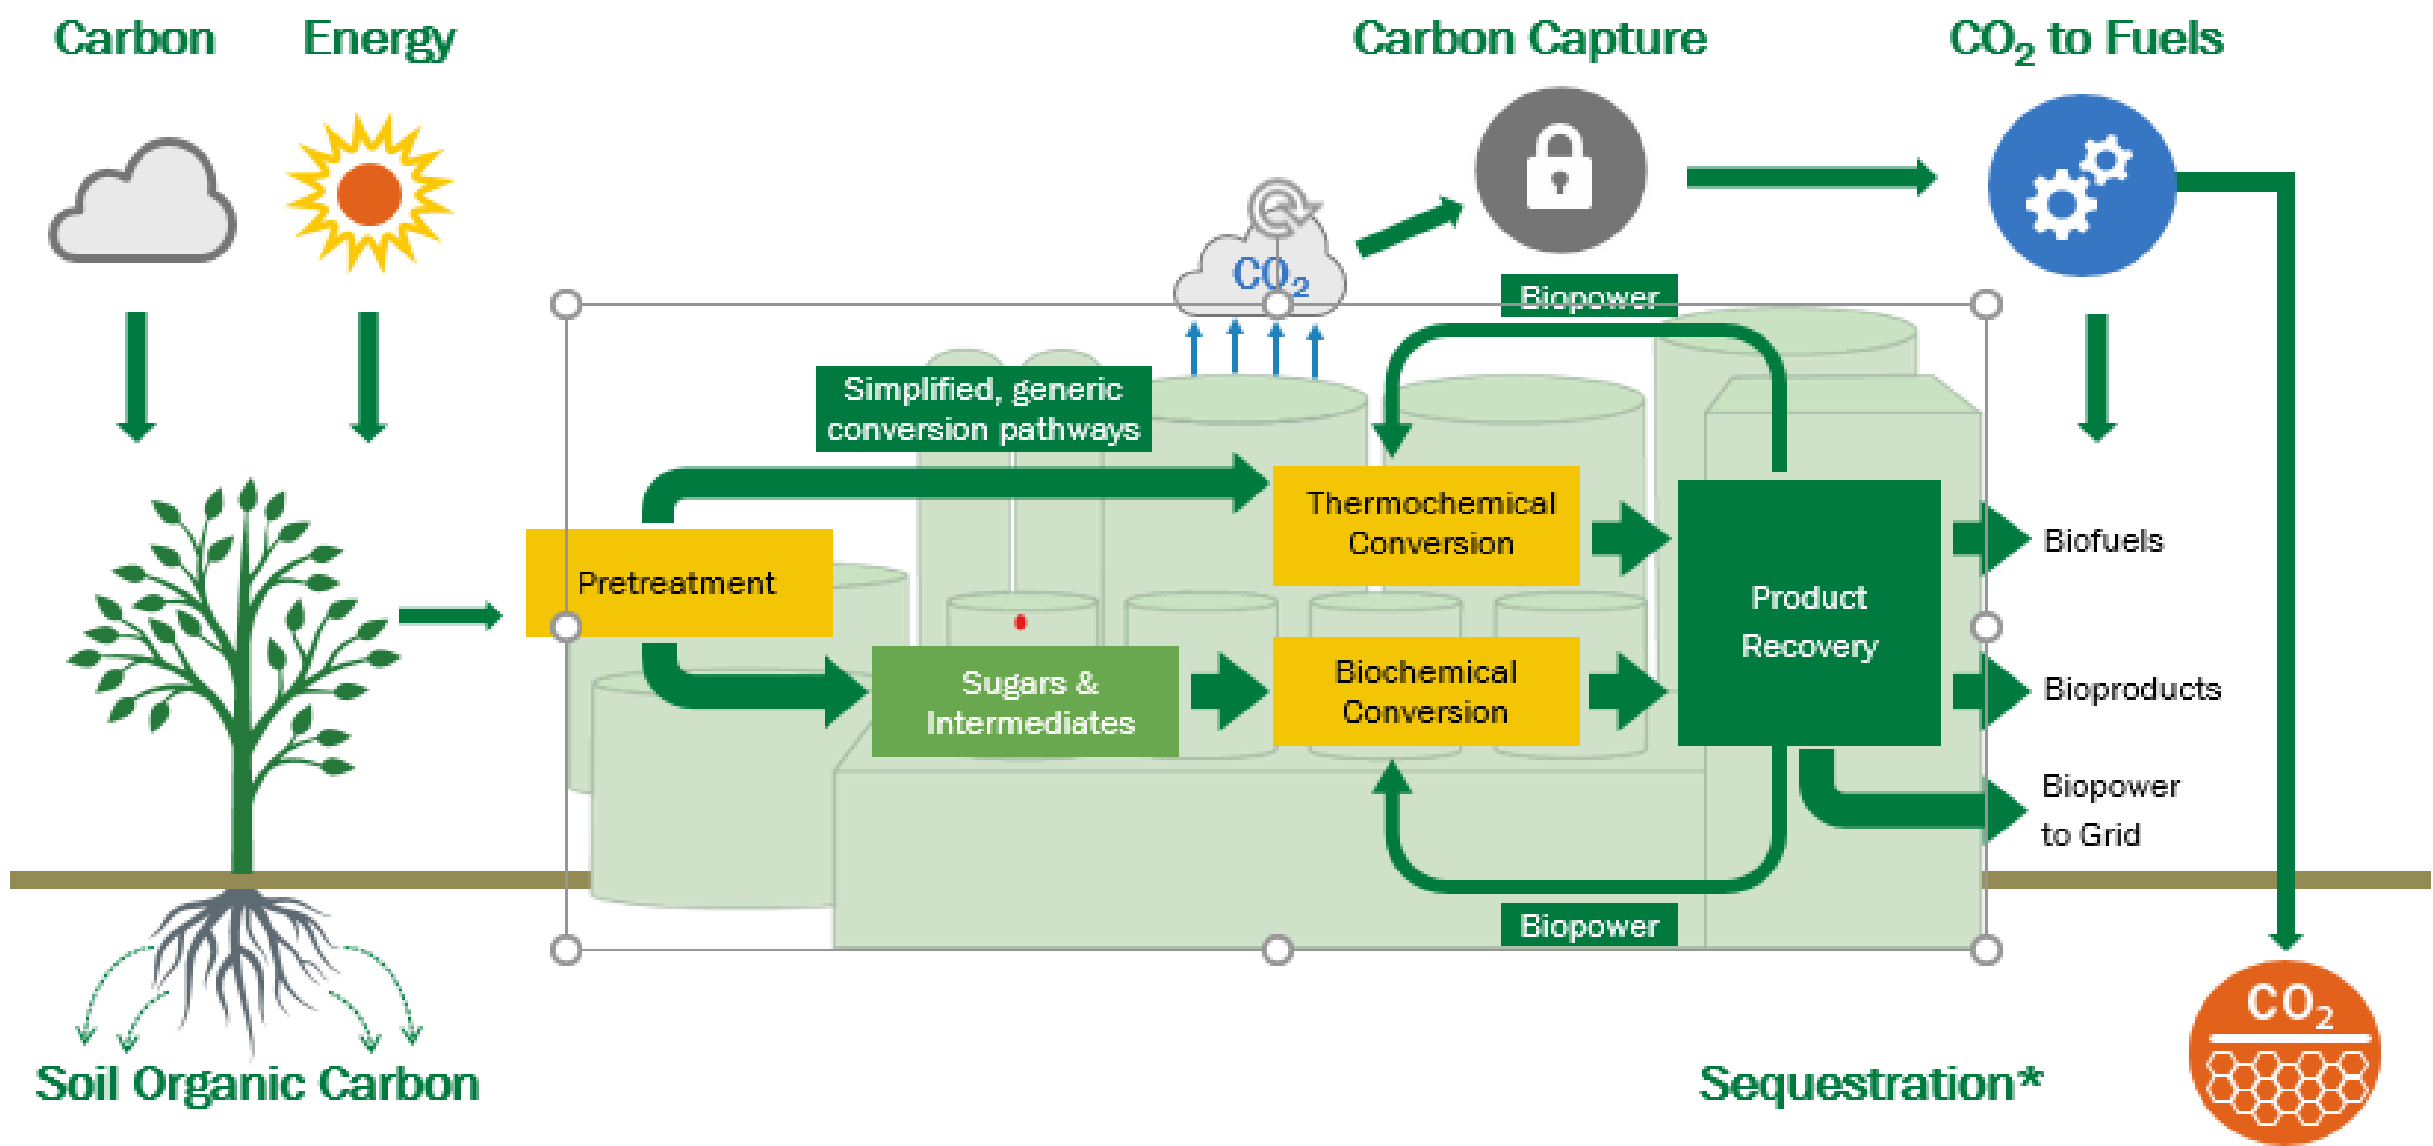 Carbon
Energy
Carbon Capture
CO₂ to Fuels
CO₂
Biopower
Simplified, generic
conversion pathways
Thermochemical
Conversion
Pretreatment
Product
Recovery
Biofuels
Sugars &
Intermediates
Biochemical
Conversion
Bioproducts
Biopower
to Grid
Biopower
CO₂
Soil Organic Carbon
Sequestration*